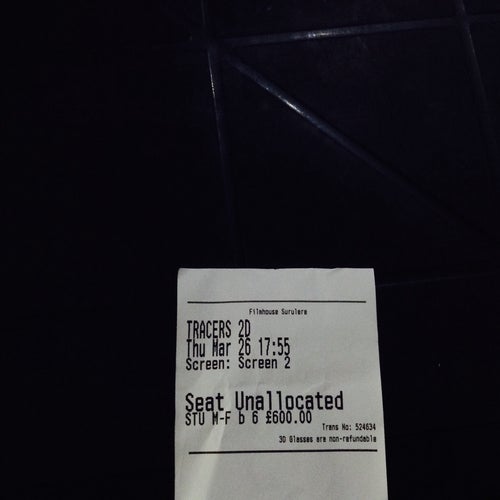 Filmhouse Surulere
TRACERS 2D
Thu Mar 26 17:55
Screen: Screen 2
Seat Unallocated
STU M-F b 6 £600.00
Trans No: 524634
3D Glasses are non-refundable